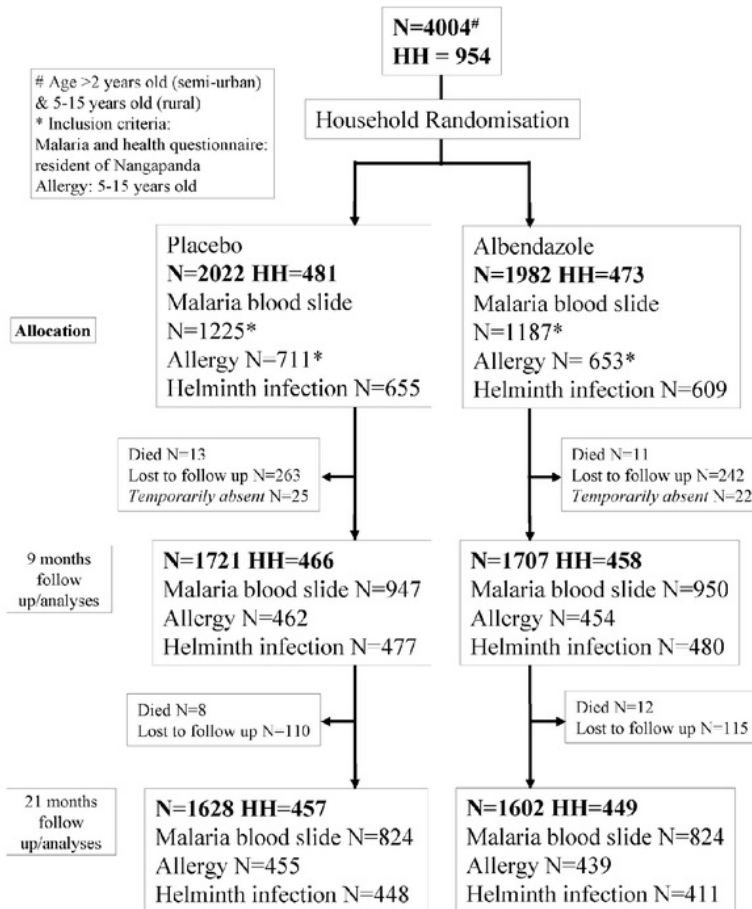 N=4004#
HH = 954
# Age >2 years old (semi-urban)
& 5-15 years old (rural)
* Inclusion criteria:
Malaria and health questionnaire:
resident of Nangapanda
Allergy: 5-15 years old
Household Randomisation
Allocation
Placebo
N=2022 HH=481
Malaria blood slide
N=1225*
Allergy N=711*
Helminth infection N=655
Albendazole
N=1982 HH=473
Malaria blood slide
N=1187*
Allergy N= 653*
Helminth infection N=609
Died N=13
Lost to follow up N=263
Temporarily absent N=25
Died N=11
Lost to follow up N=242
Temporarily absent N=22
9 months
follow
up/analyses
N=1721 HH=466
Malaria blood slide N=947
Allergy N=462
Helminth infection N=477
N=1707 HH=458
Malaria blood slide N=950
Allergy N=454
Helminth infection N=480
Died N=8
Lost to follow up N=110
Died N=12
Lost to follow up N=115
21 months
follow
up/analyses
N=1628 HH=457
Malaria blood slide N=824
Allergy N=455
Helminth infection N=448
N=1602 HH=449
Malaria blood slide N=824
Allergy N=439
Helminth infection N=411